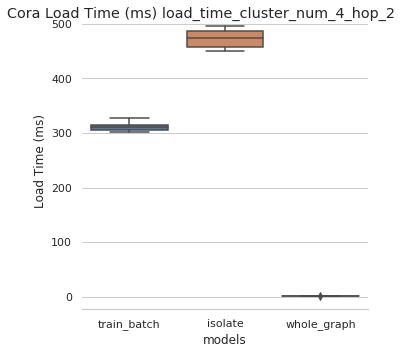 Cora Load Time (ms) load_time_cluster_num_4_hop_2
500
400
300
200
100
0
Load Time (ms)
train_batch isolate whole_graph
models